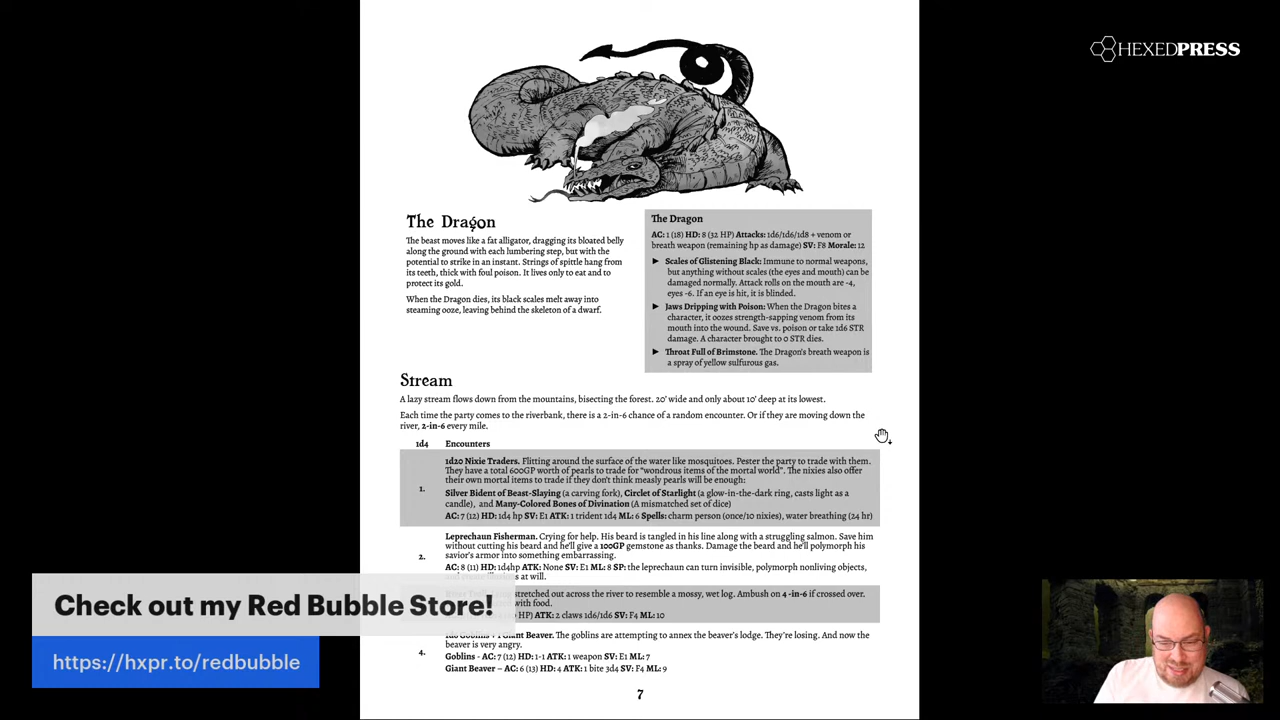 HEXEDPRESS
The Dragon
The beast moves like a fat alligator, dragging its bloated belly
along the ground with each lumbering step, but with the
potential to strike in an instant. Strings of spittle hang from
its teeth, thick with foul poison. It lives only to eat and to
protect its gold.
When the Dragon dies, its black scales melt away into
steaming ooze, leaving behind the skeleton of a dwarf.
The Dragon
AC: 1 (18) HD: 8 (32 HP) Attacks: 1d6/1d6/1d8 + venom or
breath weapon (remaining hp as damage) SV: F8 Morale: 12
► Scales of Glistening Black: Immune to normal weapons,
but anything without scales (the eyes and mouth) can be
damaged normally. Attack rolls on the mouth are -4,
eyes -6. If an eye is hit, it is blinded.
► Jaws Dripping with Poison: When the Dragon bites a
character, it oozes strength-sapping venom from its
mouth into the wound. Save vs. poison or take 1d6 STR
damage. A character brought to 0 STR dies.
► Throat Full of Brimstone. The Dragon's breath weapon is
a spray of yellow sulfurous gas.
Stream
A lazy stream flows down from the mountains, bisecting the forest. 20' wide and only about 10' deep at its lowest.
Each time the party comes to the riverbank, there is a 2-in-6 chance of a random encounter. Or if they are moving down the
river, 2-in-6 every mile.
1d4 Encounters
1d20 Nixie Traders. Flitting around the surface of the water like mosquitoes. Pester the party to trade with them.
They have a total 600GP worth of pearls to trade for "wondrous items of the mortal world". The nixies also offer
their own mortal items to trade if they don't think measly pearls will be enough:
1.
Silver Bident of Beast-Slaying (a carving fork), Circlet of Starlight (a glow-in-the-dark ring, casts light as a
candle), and Many-Colored Bones of Divination (A mismatched set of dice)
AC: 7 (12) HD: 1d4 hp SV: E1 ATK: 1 trident 1d4 ML: 6 Spells: charm person (once/10 nixies), water breathing (24 hr)
Leprechaun Fisherman. Crying for help. His beard is tangled in his line along with a struggling salmon. Save him
without cutting his beard and he'll give a 100GP gemstone as thanks. Damage the beard and he'll polymorph his
savior's armor into something embarrassing.
2.
AC: 8 (11) HD: 1d4hp ATK: None SV: E1 ML: 8 SP: the leprechaun can turn invisible, polymorph nonliving objects,
at will.
stretched out across the river to resemble a mossy, wet log. Ambush on 4-in-6 if crossed over.
with food.
HP) ATK: 2 claws 1d6/1d6 SV: F4 ML: 10
Giant Beaver. The goblins are attempting to annex the beaver's lodge. They're losing. And now the
beaver is very angry.
4.
Goblins - AC: 7 (12) HD: 1-1 ATK: 1 weapon SV: E1 ML: 7
Giant Beaver – AC: 6 (13) HD: 4 ATK: 1 bite 3d4 SV: F4 ML: 9
7
Check out my Red Bubble Store!
https://hxpr.to/redbubble